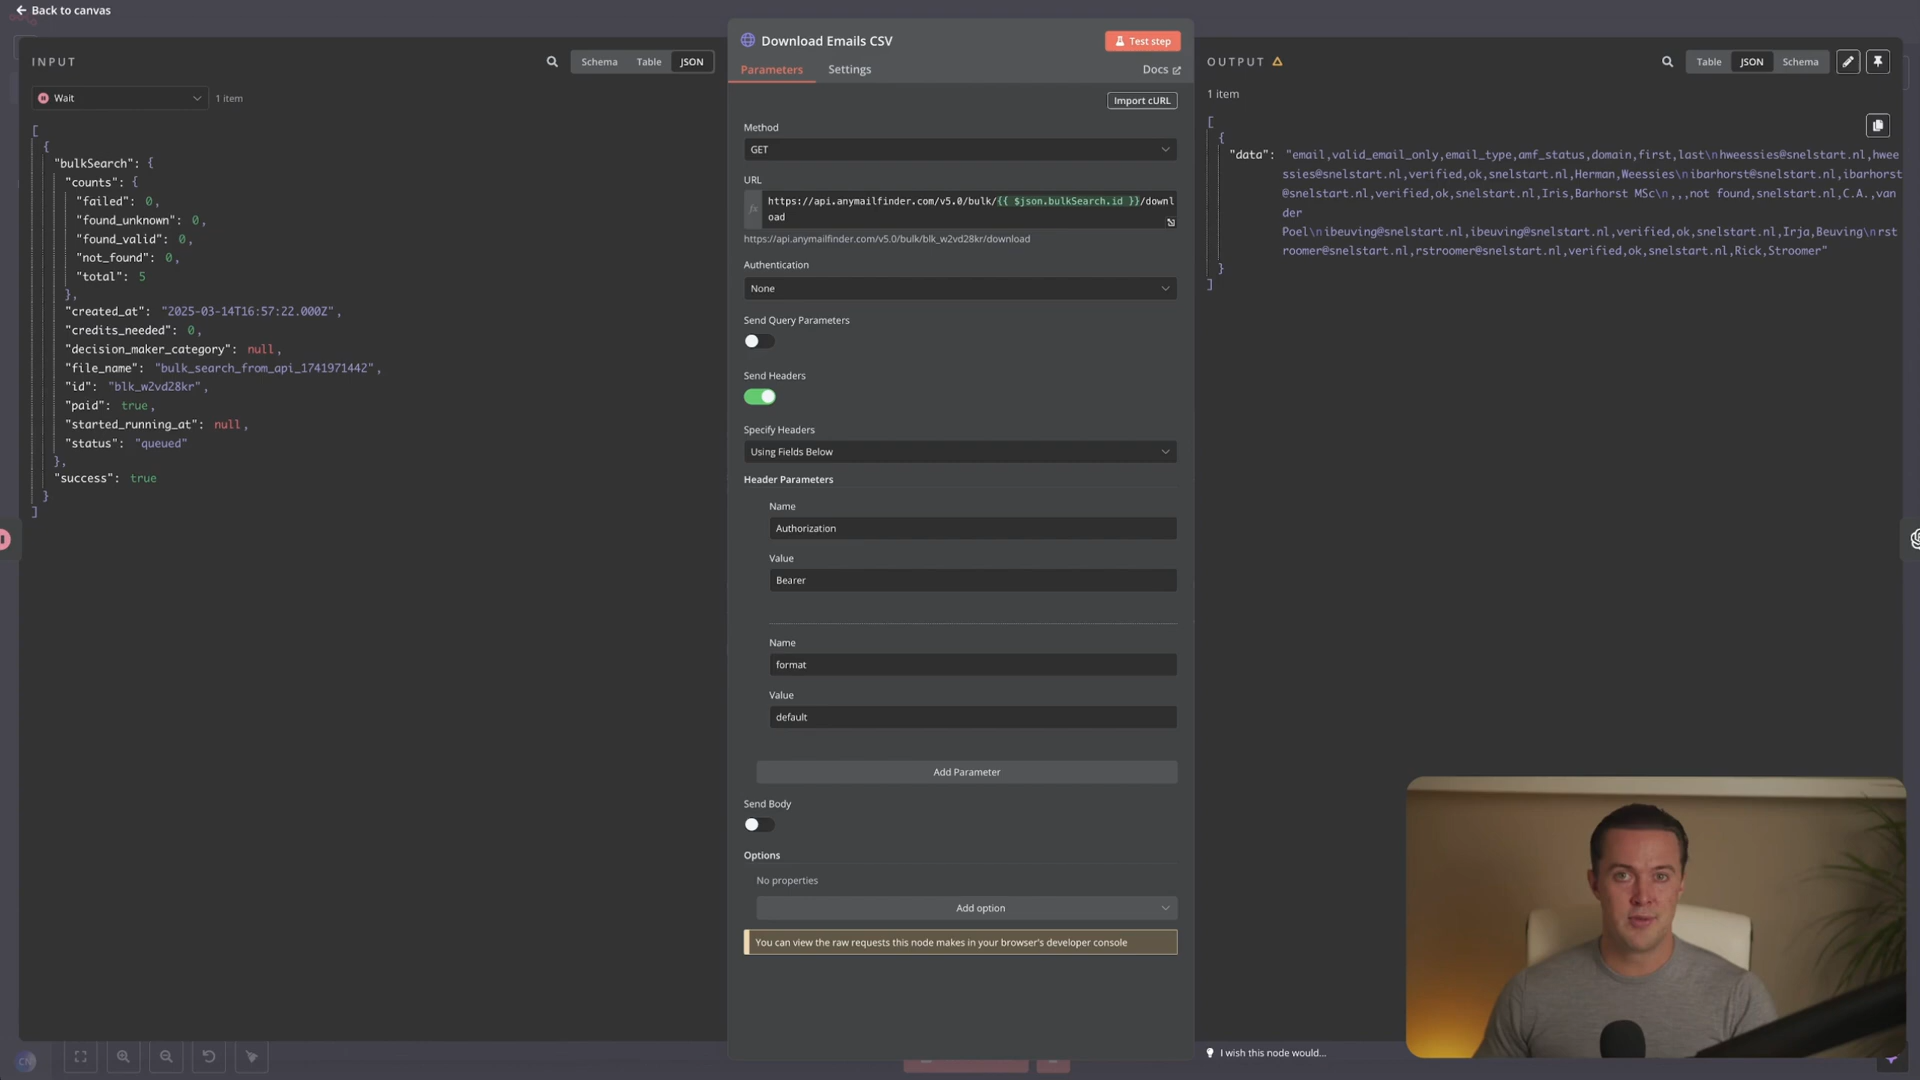 Back to canvas
INPUT
Schema
Table
JSON
Wait
1 item
[
{
"bulkSearch": {
"counts": {
"failed": 0,
"found_unknown": 0,
"found_valid": 0,
"not_found": 0,
"total": 5
},
"created_at": "2025-03-14T16:57:22.000Z",
"credits_needed": 0,
"decision_maker_category": null,
"file_name": "bulk_search_from_api_1741971442",
"id": "blk_w2vd28kr",
"paid": true,
"started_running_at": null,
"status": "queued"
},
"success": true
}
]
Download Emails CSV
Test step
Parameters
Settings
Docs
Import cURL
Method
GET
URL
fx
https://api.anymailfinder.com/v5.0/bulk/{{ $json.bulkSearch.id }}/downl
oad
https://api.anymailfinder.com/v5.0/bulk/blk_w2vd28kr/download
Authentication
None
Send Query Parameters
Send Headers
Specify Headers
Using Fields Below
Header Parameters
Name
Authorization
Value
Bearer
Name
format
Value
default
Add Parameter
Send Body
Options
No properties
Add option
You can view the raw requests this node makes in your browser's developer console
OUTPUT
Table
JSON
Schema
1 item
[
{
"data": "email,valid_email_only,email_type,amf_status,domain,first,last\nhweessies@snelstart.nl,hwee
ssies@snelstart.nl,verified,ok,snelstart.nl,Herman,Weessies\nibarhorst@snelstart.nl,ibarhorst
@snelstart.nl,verified,ok,snelstart.nl,Iris,Barhorst MSc\n,,,not found,snelstart.nl,C.A.,van
der
Poel\nibeuving@snelstart.nl,ibeuving@snelstart.nl,verified,ok,snelstart.nl,Irja,Beuving\nrst
roomer@snelstart.nl,rstroomer@snelstart.nl,verified,ok,snelstart.nl,Rick,Stroomer"
}
]
I wish this node would...